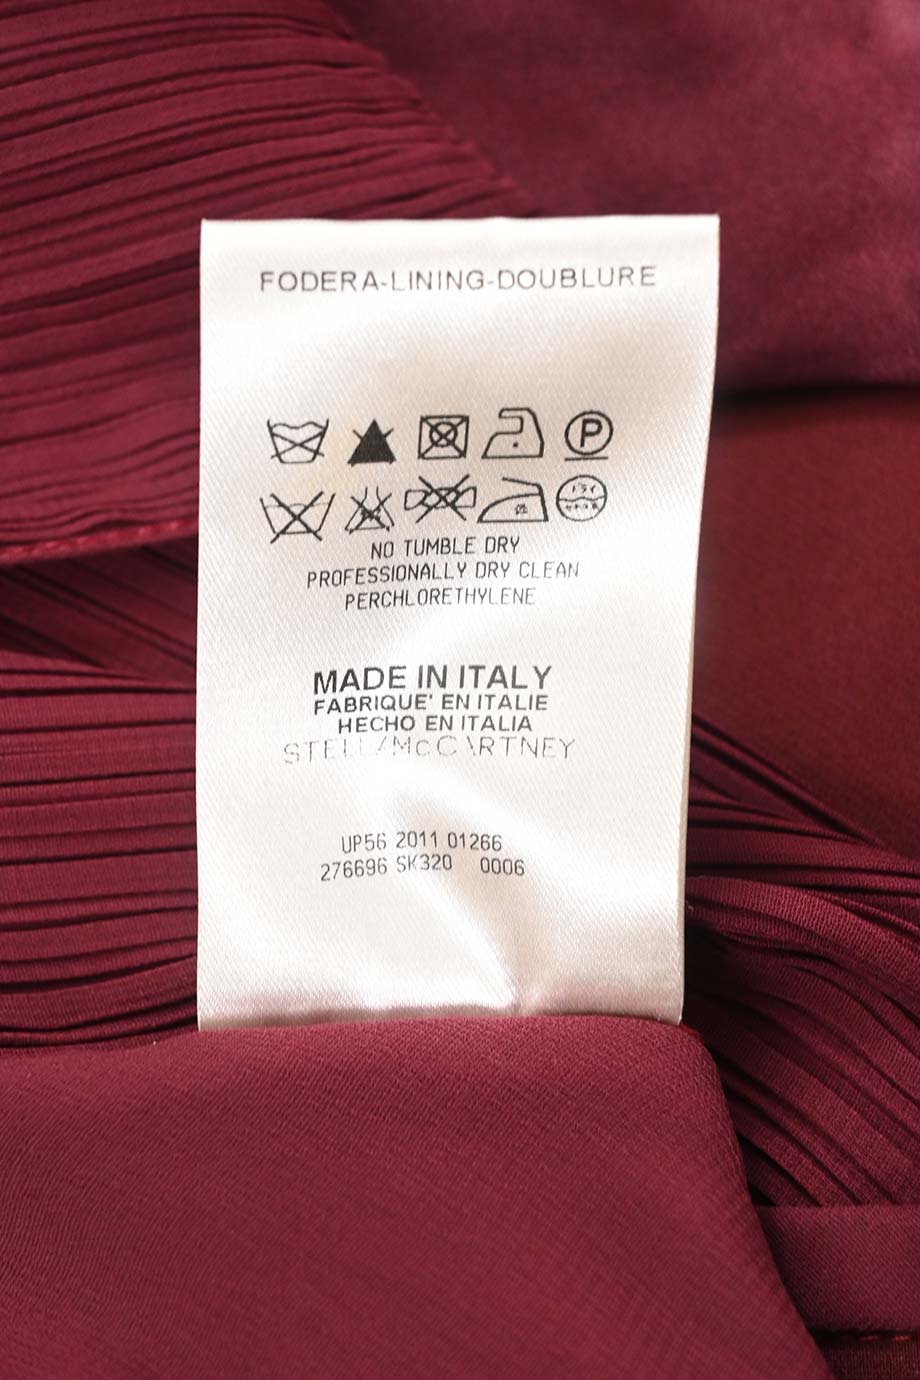 FODERA-LINING-DOUBLURE
P
NO TUMBLE DRY
PROFESSIONALLY DRY CLEAN
PERCHLORETHYLENE
MADE IN ITALY
FABRIQUE' EN ITALIE
HECHO EN ITALIA
STELL/McCARTNEY
UP56 2011 01266
276696 SK320 0006